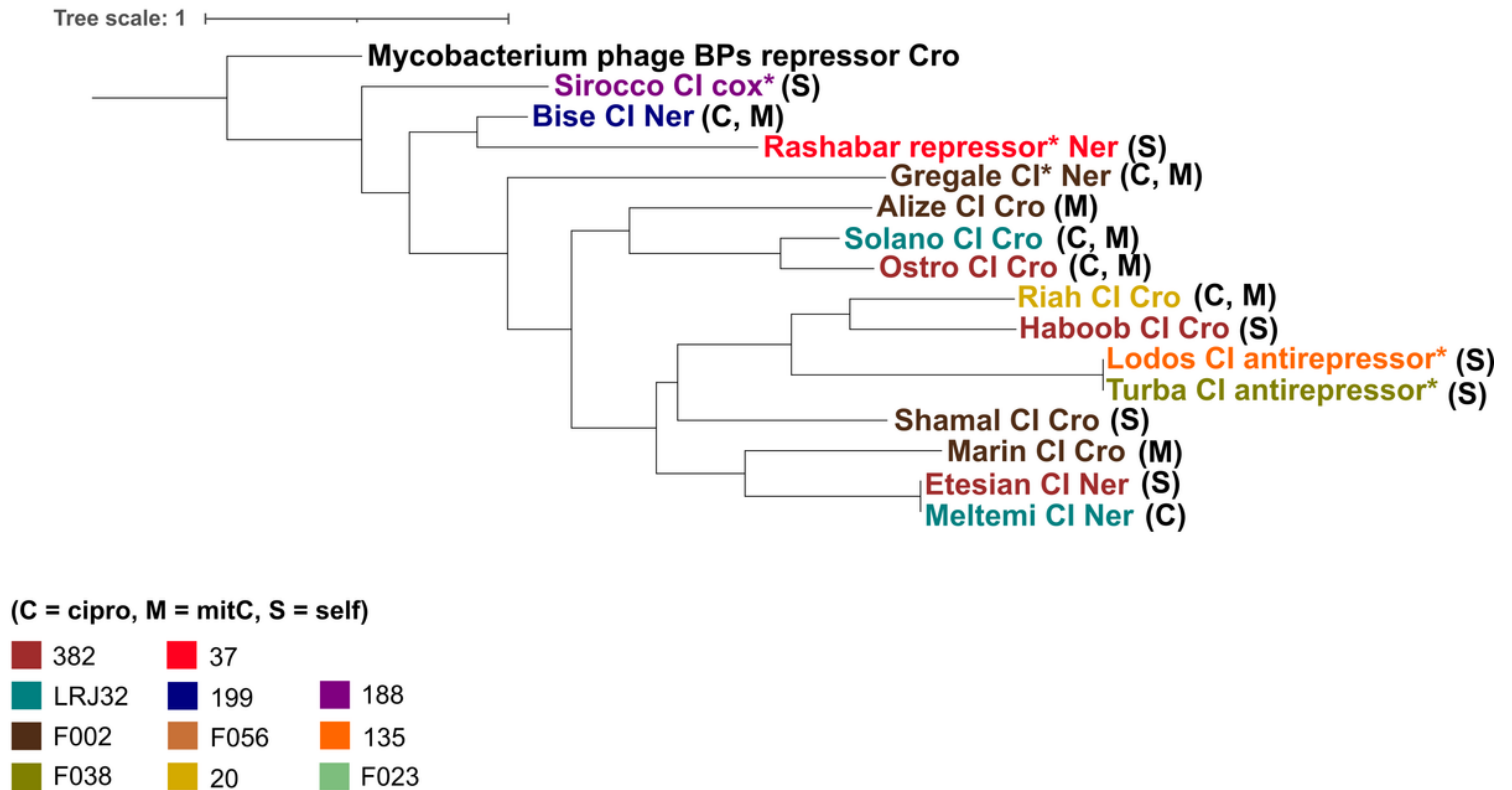 Tree scale: 1
Mycobacterium phage BPs repressor Cro
Sirocco CI cox* (S)
Bise CI Ner (C, M)
Rashabar repressor* Ner (S)
Gregale CI* Ner (C, M)
Alize CI Cro (M)
Solano CI Cro (C, M)
Ostro CI Cro (C, M)
Riah CI Cro (C, M)
Haboob CI Cro (S)
Lodos CI antirepressor* (S)
Turba CI antirepressor* (S)
Shamal CI Cro (S)
Marin CI Cro (M)
Etesian CI Ner (S)
Meltemi CI Ner (C)
(C = cipro, M = mitC, S = self)
382 37
LRJ32 199 188
F002 F056 135
F038 20 F023